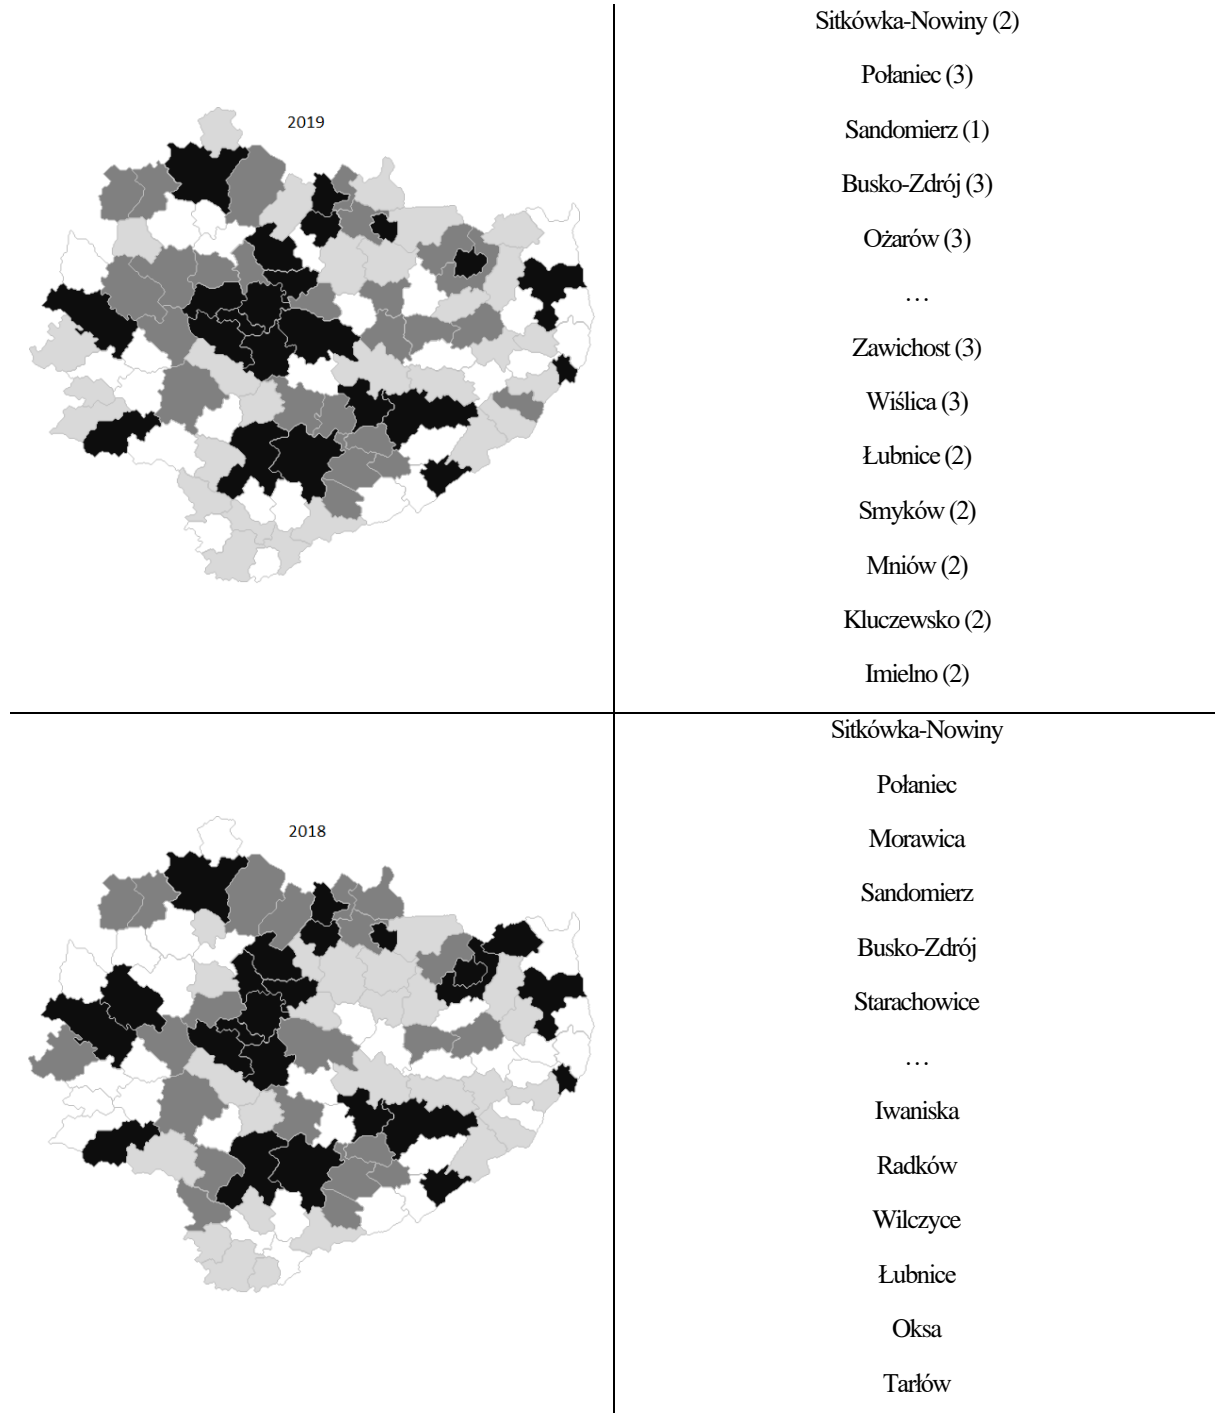 2019
Sitkówka-Nowiny (2)
Połaniec (3)
Sandomierz (1)
Busko-Zdrój (3)
Ożarów (3)
…
Zawichost (3)
Wiślica (3)
Łubnice (2)
Smyków (2)
Mniów (2)
Kluczewsko (2)
Imielno (2)
2018
Sitkówka-Nowiny
Połaniec
Morawica
Sandomierz
Busko-Zdrój
Starachowice
…
Iwaniska
Radków
Wilczyce
Łubnice
Oksa
Tarłów